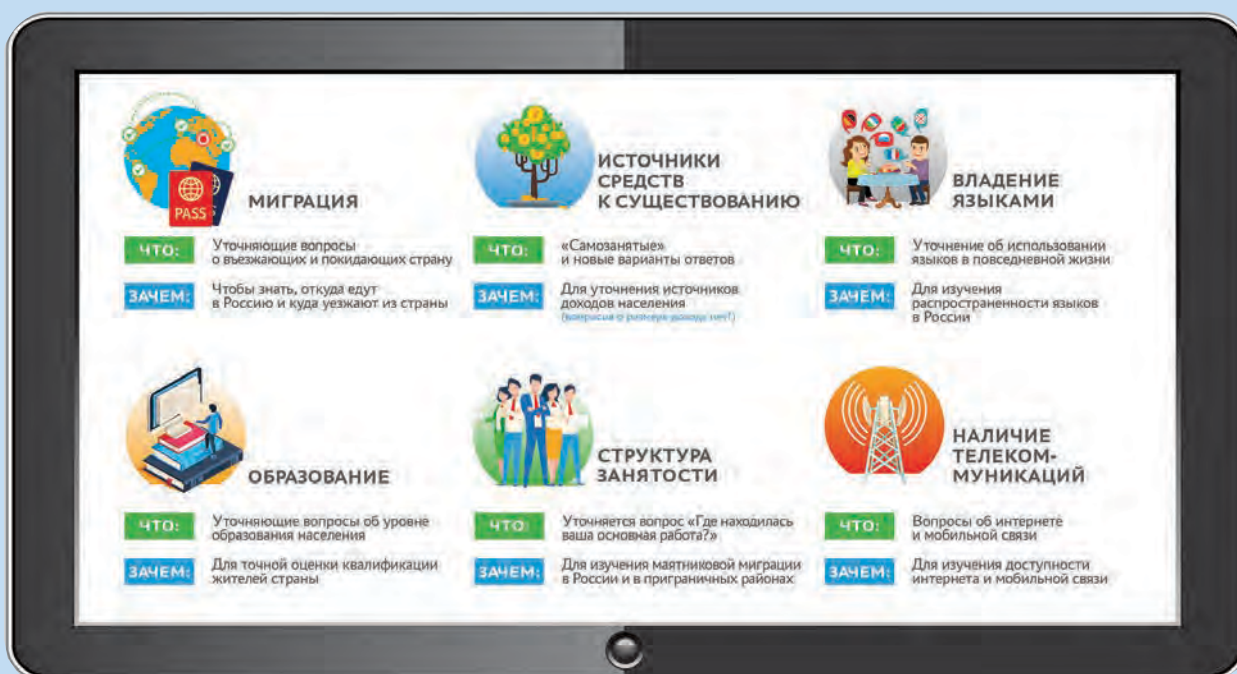 PASS
МИГРАЦИЯ
ЧТО:
Уточняющие вопросы
о въезжающих и покидающих страну
ЗАЧЕМ:
Чтобы знать, откуда едут
в Россию и куда уезжают из страны
ИСТОЧНИКИ
СРЕДСТВ
К СУЩЕСТВОВАНИЮ
ЧТО:
«Самозанятые»
и новые варианты ответов
ЗАЧЕМ:
Для уточнения источников
доходов населения
(вопросов о размере дохода нет!)
ВЛАДЕНИЕ
ЯЗЫКАМИ
ЧТО:
Уточнение об использовании
языков в повседневной жизни
ЗАЧЕМ:
Для изучения
распространенности языков
в России
ОБРАЗОВАНИЕ
ЧТО:
Уточняющие вопросы об уровне
образования населения
ЗАЧЕМ:
Для точной оценки квалификации
жителей страны
СТРУКТУРА
ЗАНЯТОСТИ
ЧТО:
Уточняется вопрос «Где находилась
ваша основная работа?»
ЗАЧЕМ:
Для изучения маятниковой миграции
в России и в приграничных районах
НАЛИЧИЕ
ТЕЛЕКОМ-
МУНИКАЦИЙ
ЧТО:
Вопросы об интернете
и мобильной связи
ЗАЧЕМ:
Для изучения доступности
интернета и мобильной связи